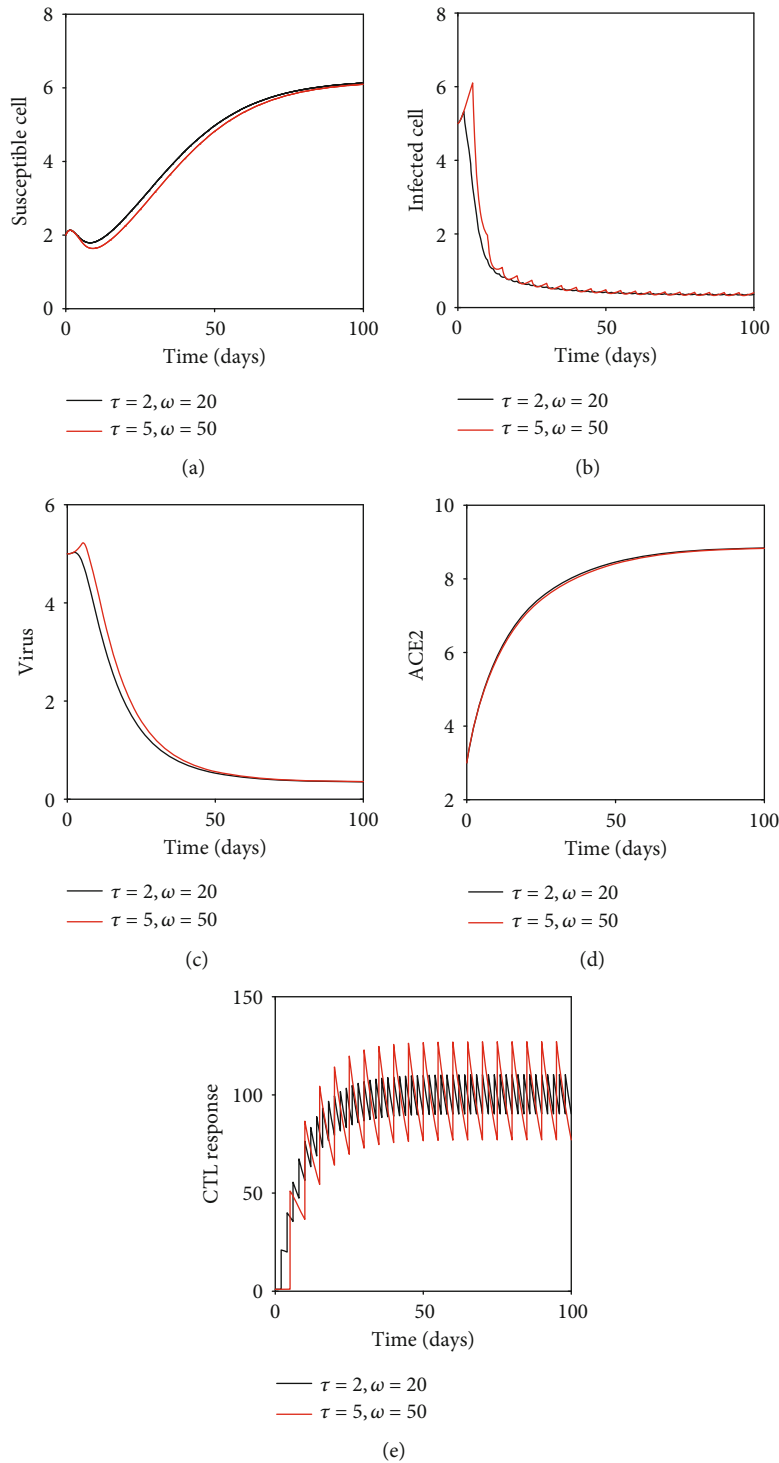 8
6
4
2
0
Susceptible cell
0
50
100
Time (days)
τ = 2, ω = 20
τ = 5, ω = 50
(a)
8
6
4
2
0
Infected cell
0
50
100
Time (days)
τ = 2, ω = 20
τ = 5, ω = 50
(b)
6
4
2
0
Virus
0
50
100
Time (days)
τ = 2, ω = 20
τ = 5, ω = 50
(c)
10
8
6
4
2
ACE2
0
50
100
Time (days)
τ = 2, ω = 20
τ = 5, ω = 50
(d)
150
100
50
0
CTL response
0
50
100
Time (days)
τ = 2, ω = 20
τ = 5, ω = 50
(e)